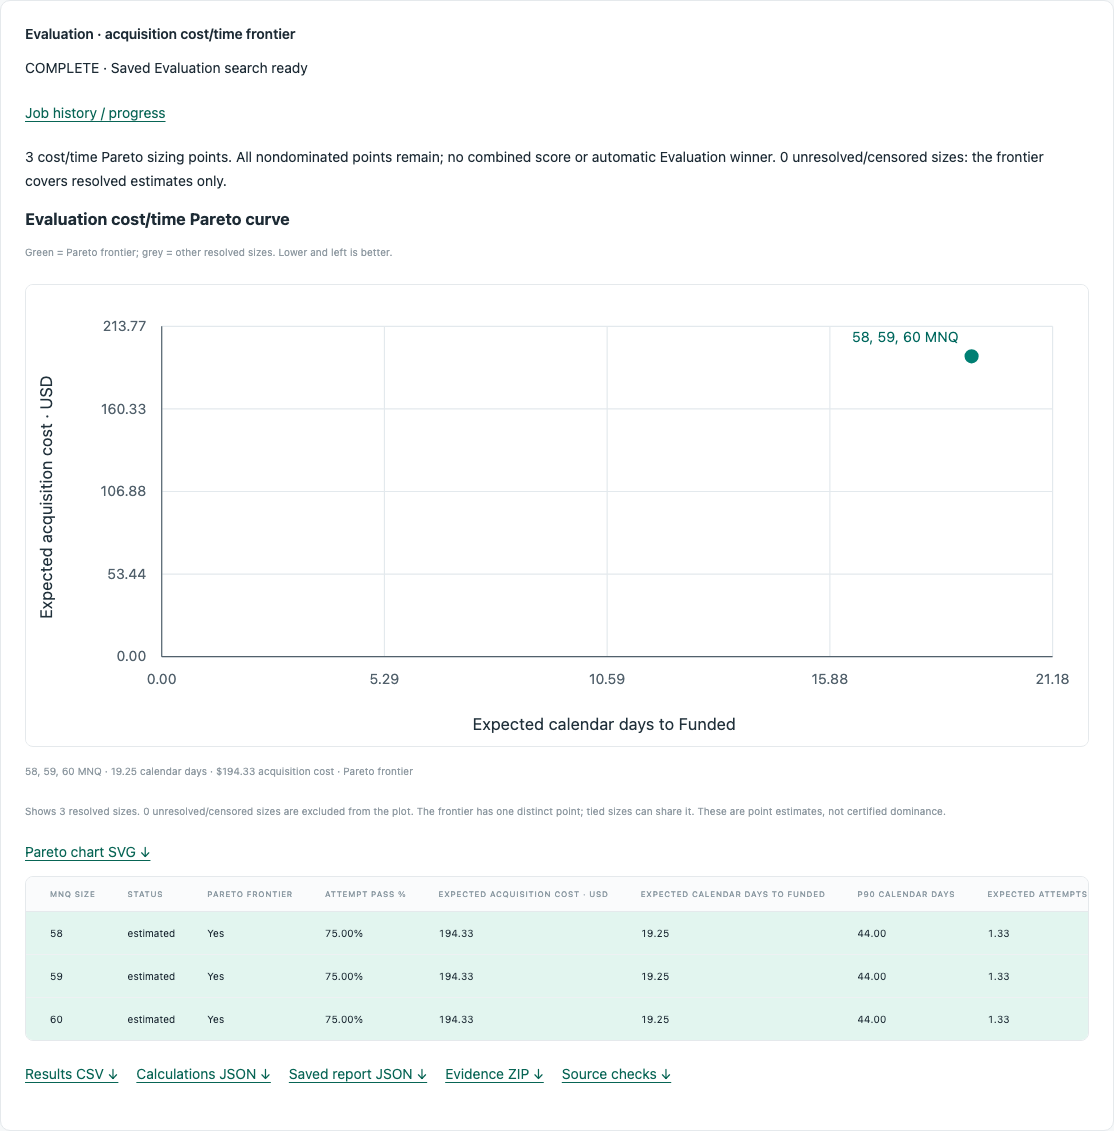 Evaluation · acquisition cost/time frontier
COMPLETE · Saved Evaluation search ready
Job history / progress
3 cost/time Pareto sizing points. All nondominated points remain; no combined score or automatic Evaluation winner. 0 unresolved/censored sizes: the frontier
covers resolved estimates only.
Evaluation cost/time Pareto curve
Green = Pareto frontier; grey = other resolved sizes. Lower and left is better.
213.77
58, 59, 60 MNQ
160.33
106.88
53.44
0.00
Expected acquisition cost · USD
0.00 5.29 10.59 15.88 21.18
Expected calendar days to Funded
58, 59, 60 MNQ · 19.25 calendar days · $194.33 acquisition cost · Pareto frontier
Shows 3 resolved sizes. 0 unresolved/censored sizes are excluded from the plot. The frontier has one distinct point; tied sizes can share it. These are point estimates, not certified dominance.
Pareto chart SVG ↓
MNQ SIZE STATUS PARETO FRONTIER ATTEMPT PASS % EXPECTED ACQUISITION COST · USD EXPECTED CALENDAR DAYS TO FUNDED P90 CALENDAR DAYS EXPECTED ATTEMPTS
58 estimated Yes 75.00% 194.33 19.25 44.00 1.33
59 estimated Yes 75.00% 194.33 19.25 44.00 1.33
60 estimated Yes 75.00% 194.33 19.25 44.00 1.33
Results CSV ↓ Calculations JSON ↓ Saved report JSON ↓ Evidence ZIP ↓ Source checks ↓